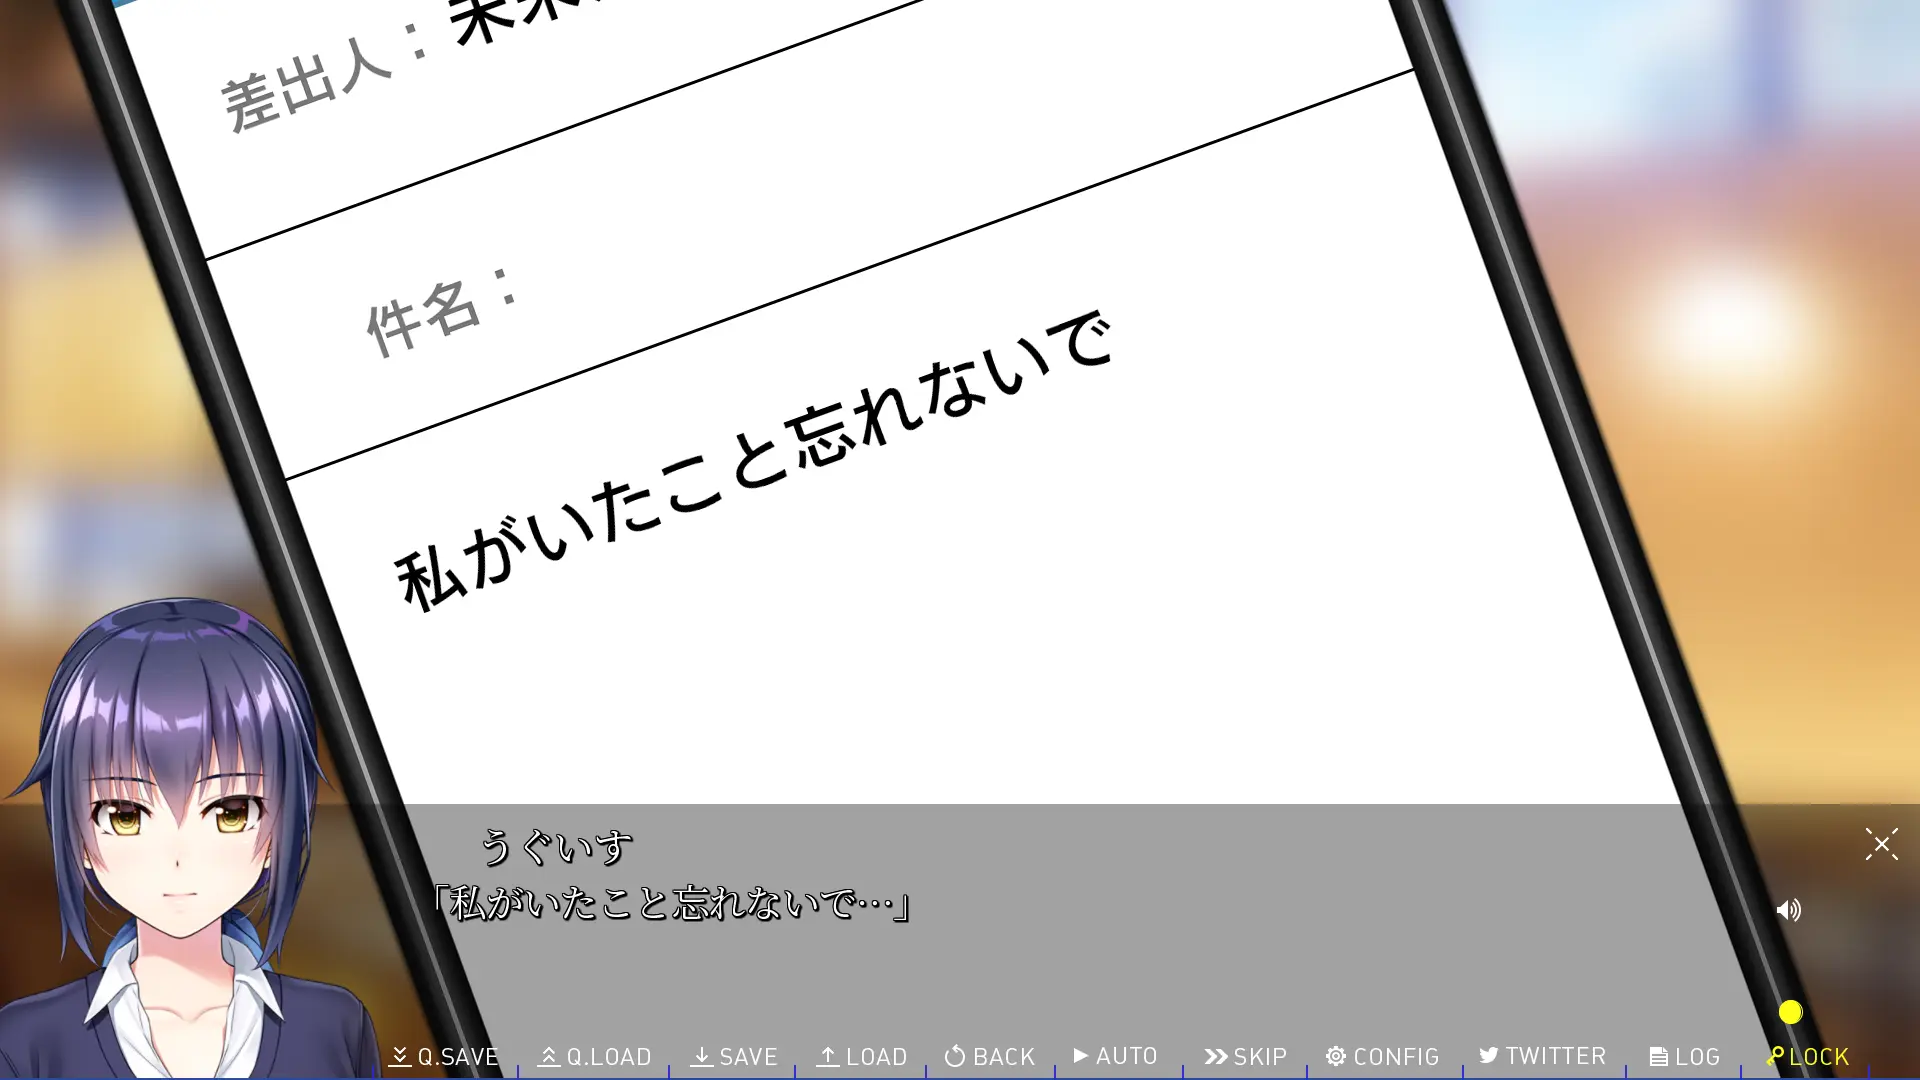 差出人：
件名：
私がいたこと忘れないで
うぐいす
「私がいたこと忘れないで…」
Q.SAVE Q.LOAD SAVE LOAD BACK AUTO SKIP CONFIG TWITTER LOG LOCK